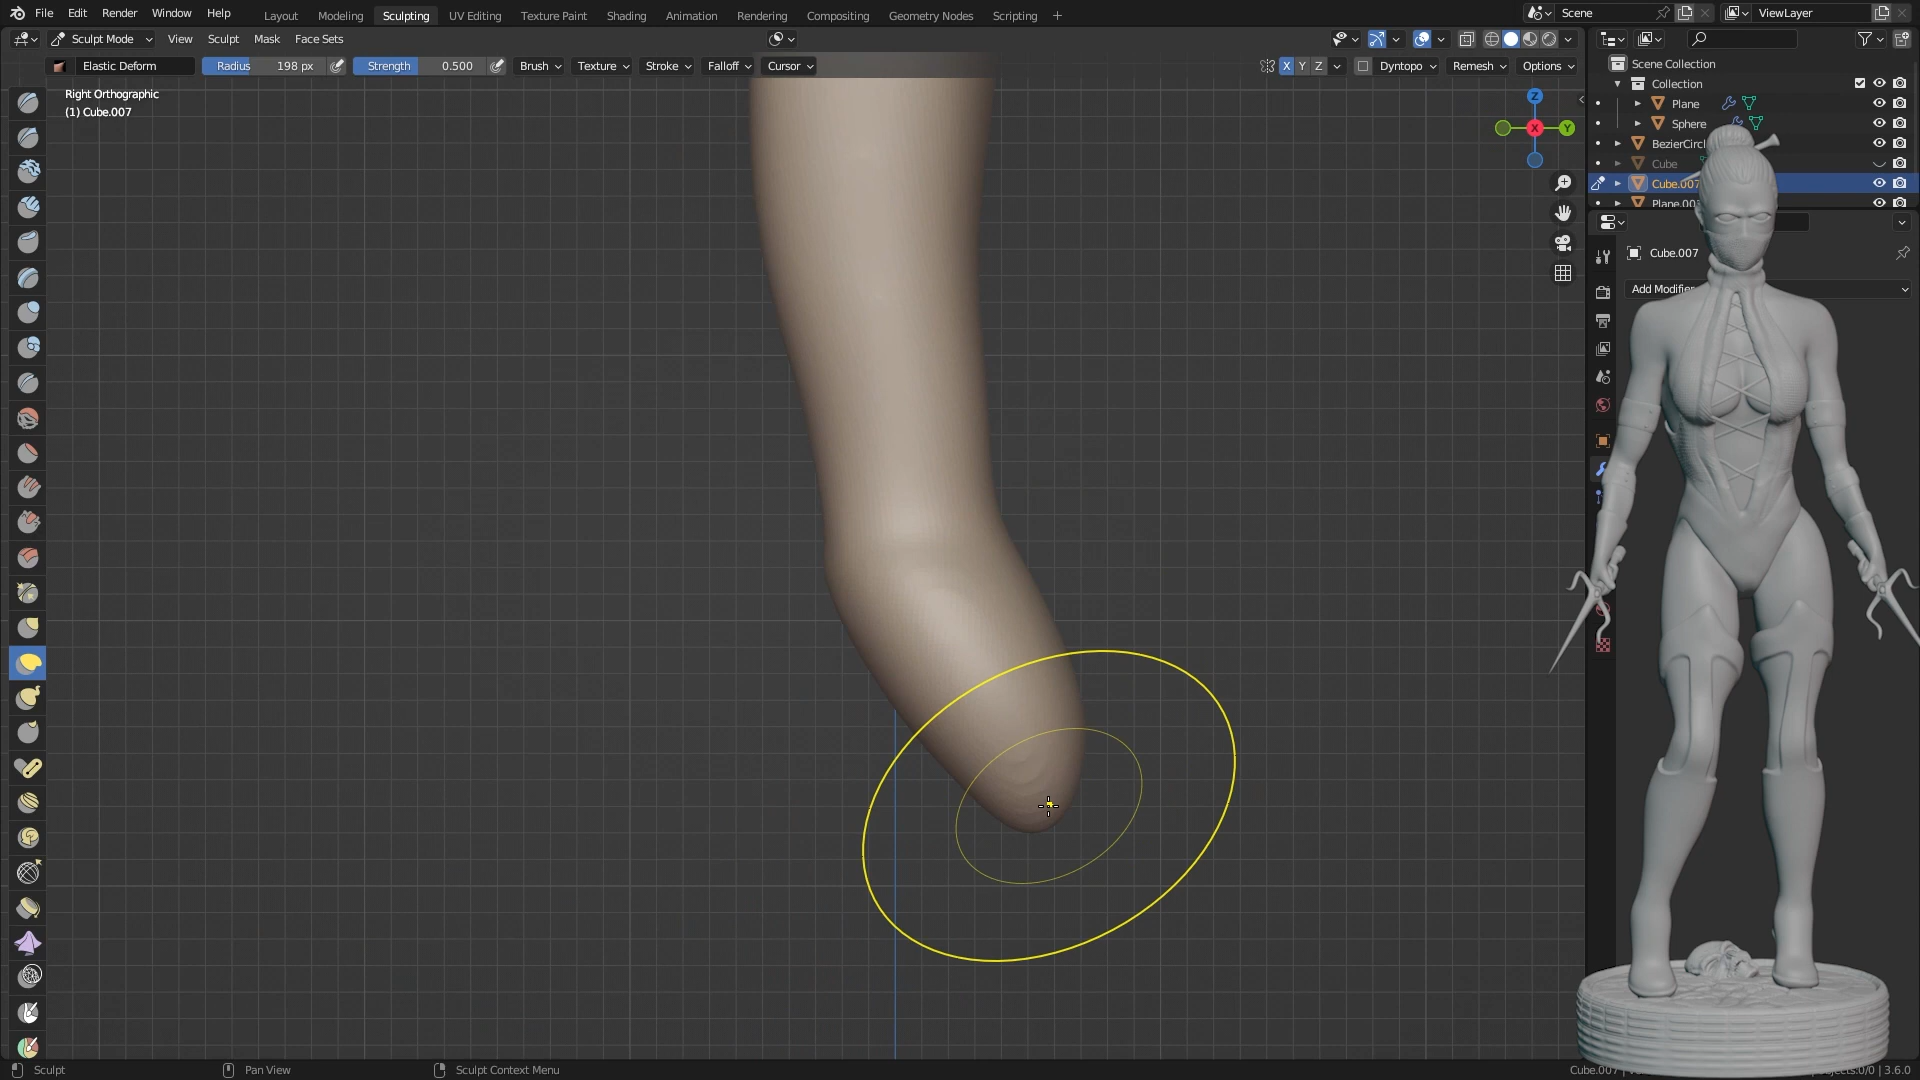 File Edit Render Window Help Layout Modeling Sculpting UV Editing Texture Paint Shading Animation Rendering Compositing Geometry Nodes Scripting + Scene ViewLayer
Sculpt Mode View Sculpt Mask Face Sets
Elastic Deform Radius 198 px Strength 0.500 Brush Texture Stroke Falloff Cursor X Y Z Dyntopo Remesh Options
Right Orthographic
(1) Cube.007
Z
X
Y
Scene Collection
Collection
Plane
Sphere
BezierCircl
Cube
Cube.007
Cube.007
Add Modifier
Sculpt Pan View Sculpt Context Menu Cube.007 | 3.6.0